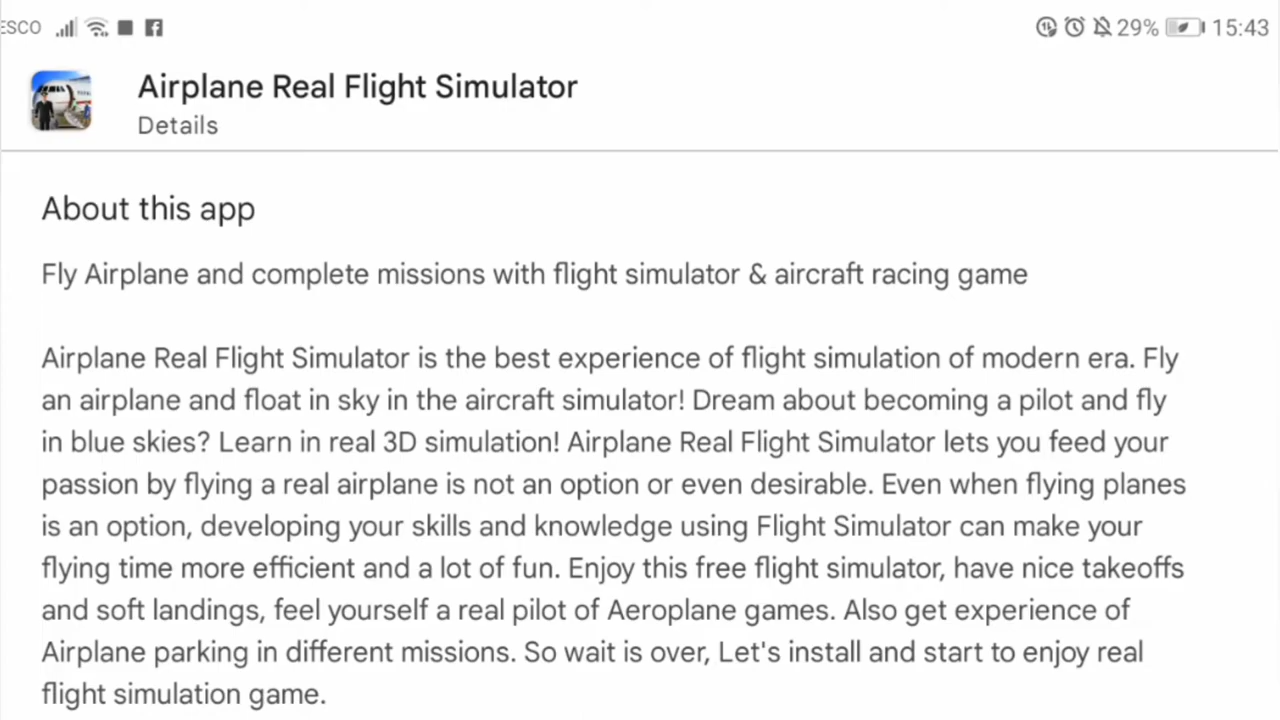 ESCO 29% 15:43
Airplane Real Flight Simulator
Details
About this app
Fly Airplane and complete missions with flight simulator & aircraft racing game
Airplane Real Flight Simulator is the best experience of flight simulation of modern era. Fly
an airplane and float in sky in the aircraft simulator! Dream about becoming a pilot and fly
in blue skies? Learn in real 3D simulation! Airplane Real Flight Simulator lets you feed your
passion by flying a real airplane is not an option or even desirable. Even when flying planes
is an option, developing your skills and knowledge using Flight Simulator can make your
flying time more efficient and a lot of fun. Enjoy this free flight simulator, have nice takeoffs
and soft landings, feel yourself a real pilot of Aeroplane games. Also get experience of
Airplane parking in different missions. So wait is over, Let's install and start to enjoy real
flight simulation game.